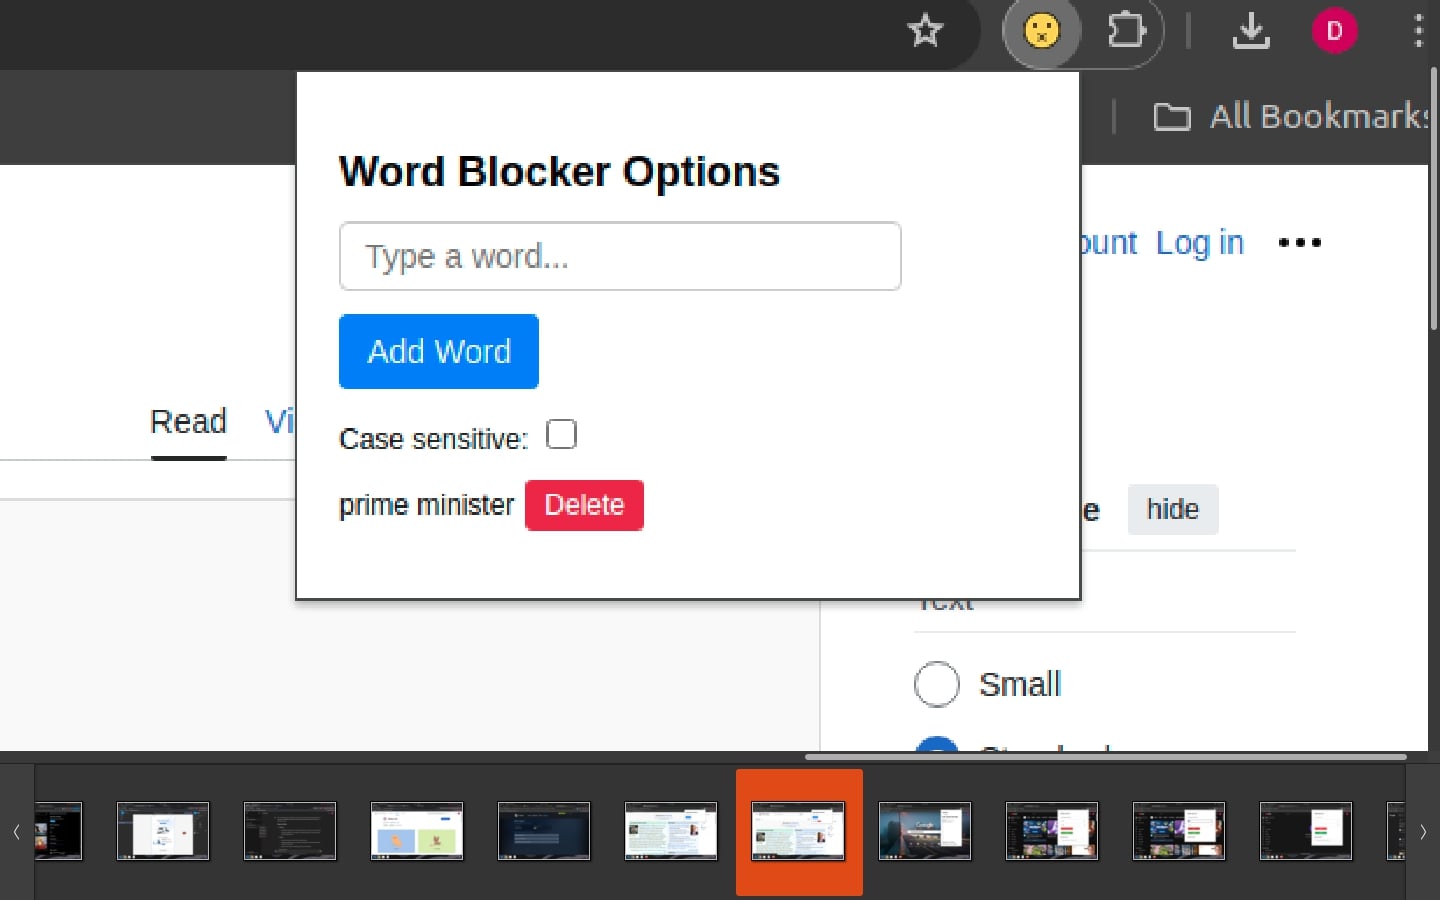 D
All Bookmarks
Word Blocker Options
Type a word...
ount Log in
Add Word
Read Vi
Case sensitive:
prime minister Delete
e hide
Text
Small
Standard